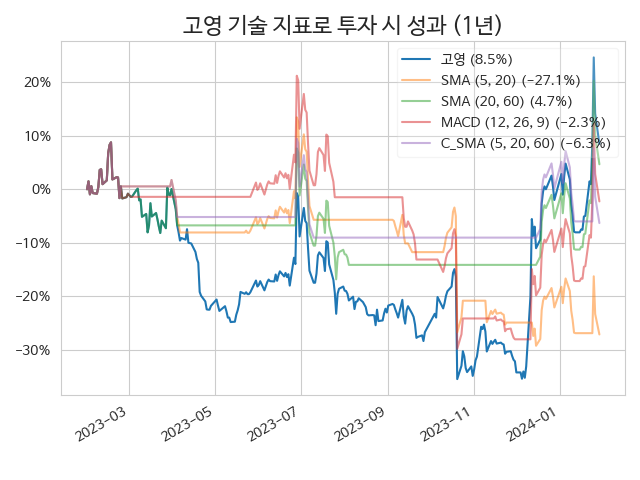 고영 기술 지표로 투자 시 성과 (1년)
고영 (8.5%)
SMA (5, 20) (−27.1%)
SMA (20, 60) (4.7%)
MACD (12, 26, 9) (−2.3%)
C_SMA (5, 20, 60) (−6.3%)
20%
10%
0%
−10%
−20%
−30%
2023−03
2023−05
2023−07
2023−09
2023−11
2024−01